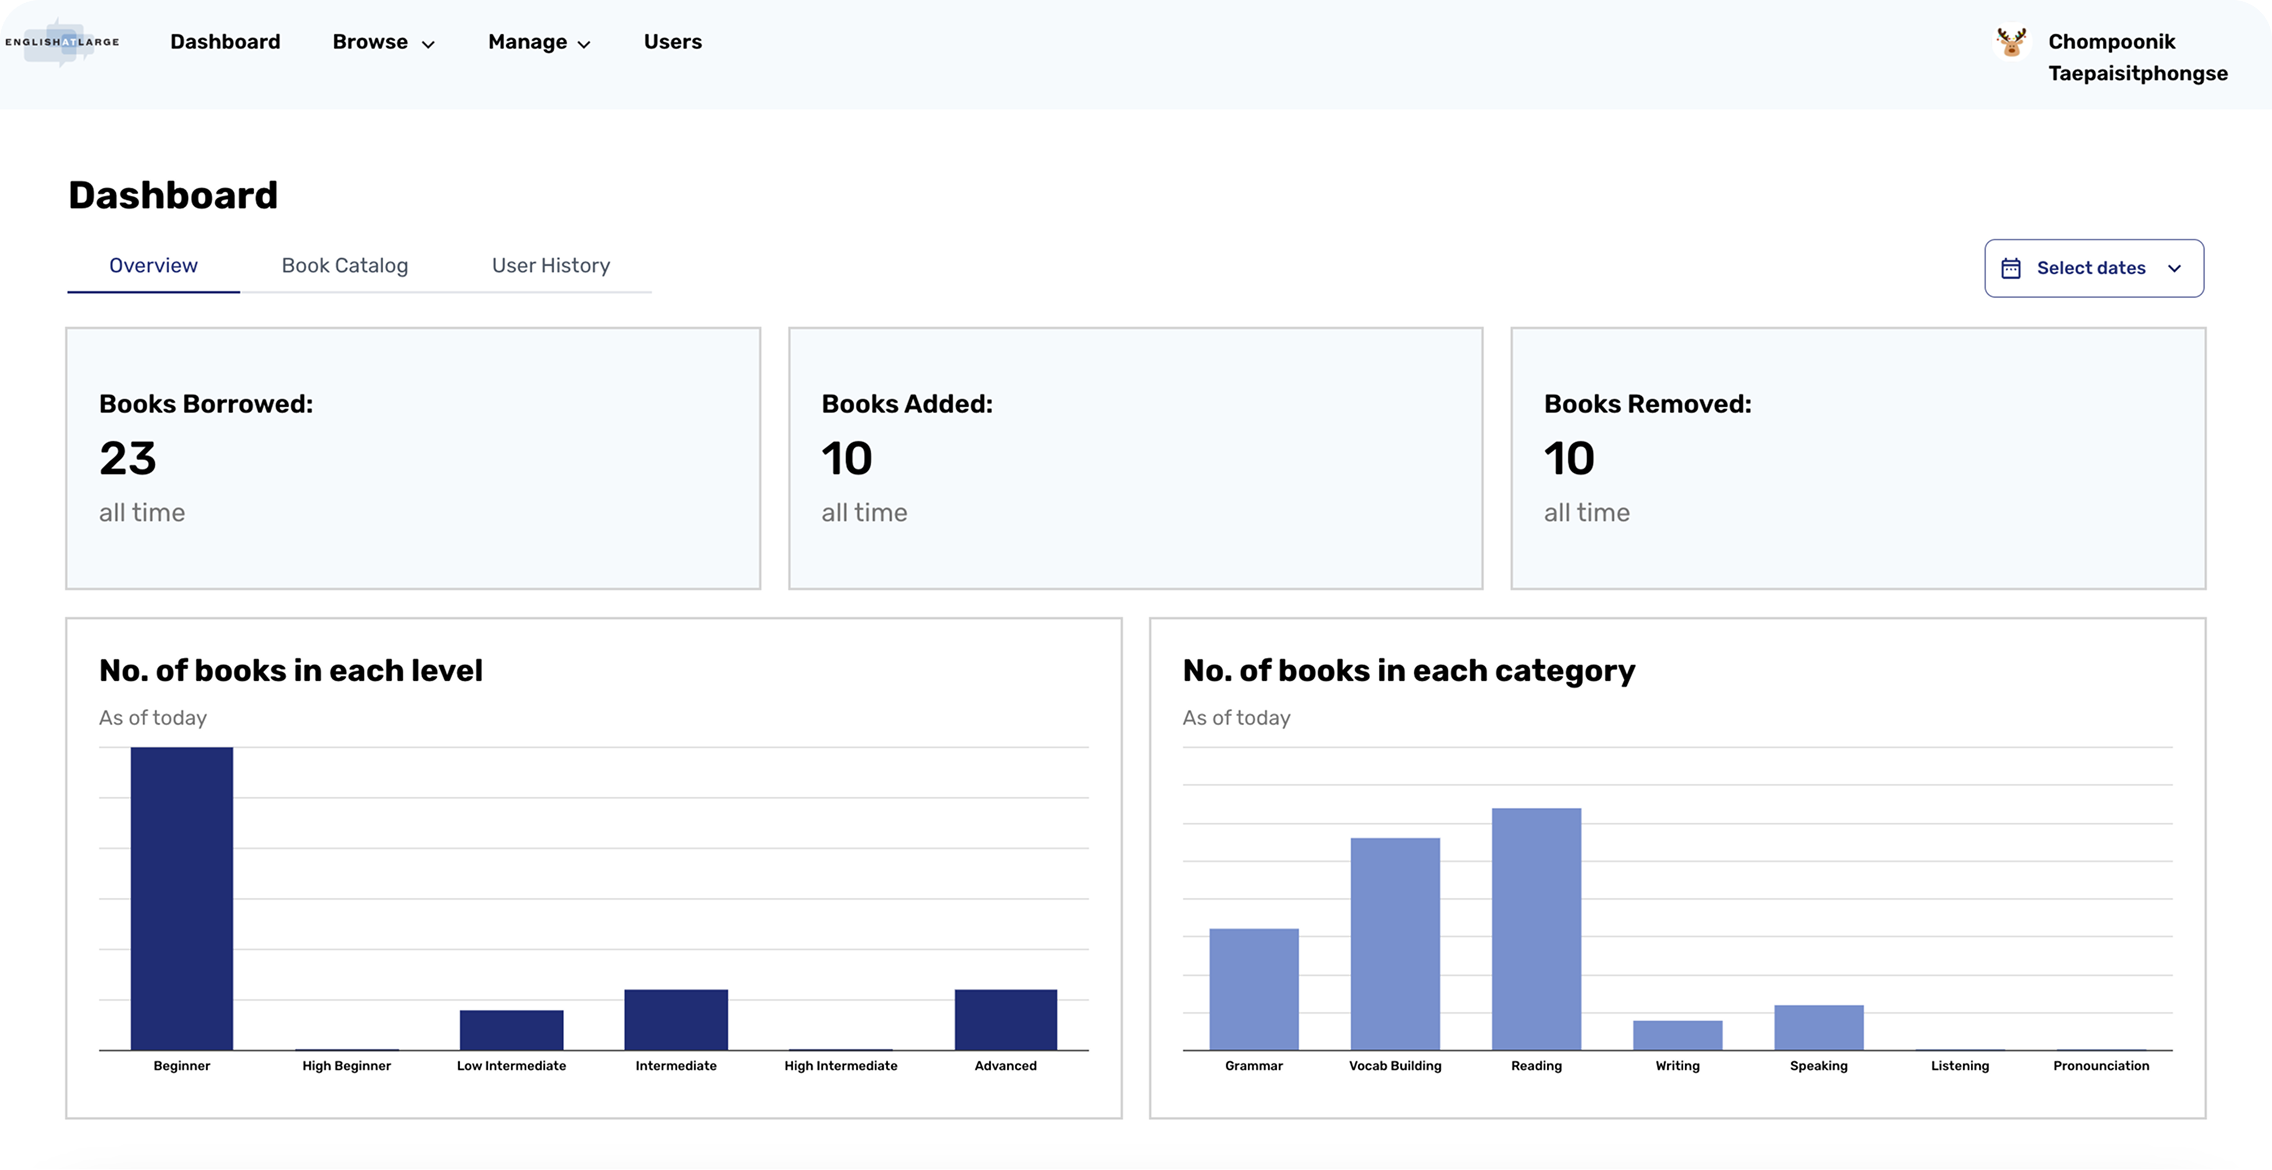 ENGLISHATLARGE
Dashboard Browse Manage Users
Chompoonik
Taepaisitphongse
Dashboard
Overview Book Catalog User History
Select dates
Books Borrowed:
23
all time
Books Added:
10
all time
Books Removed:
10
all time
No. of books in each level
As of today
Beginner High Beginner Low Intermediate Intermediate High Intermediate Advanced
No. of books in each category
As of today
Grammar Vocab Building Reading Writing Speaking Listening Pronounciation